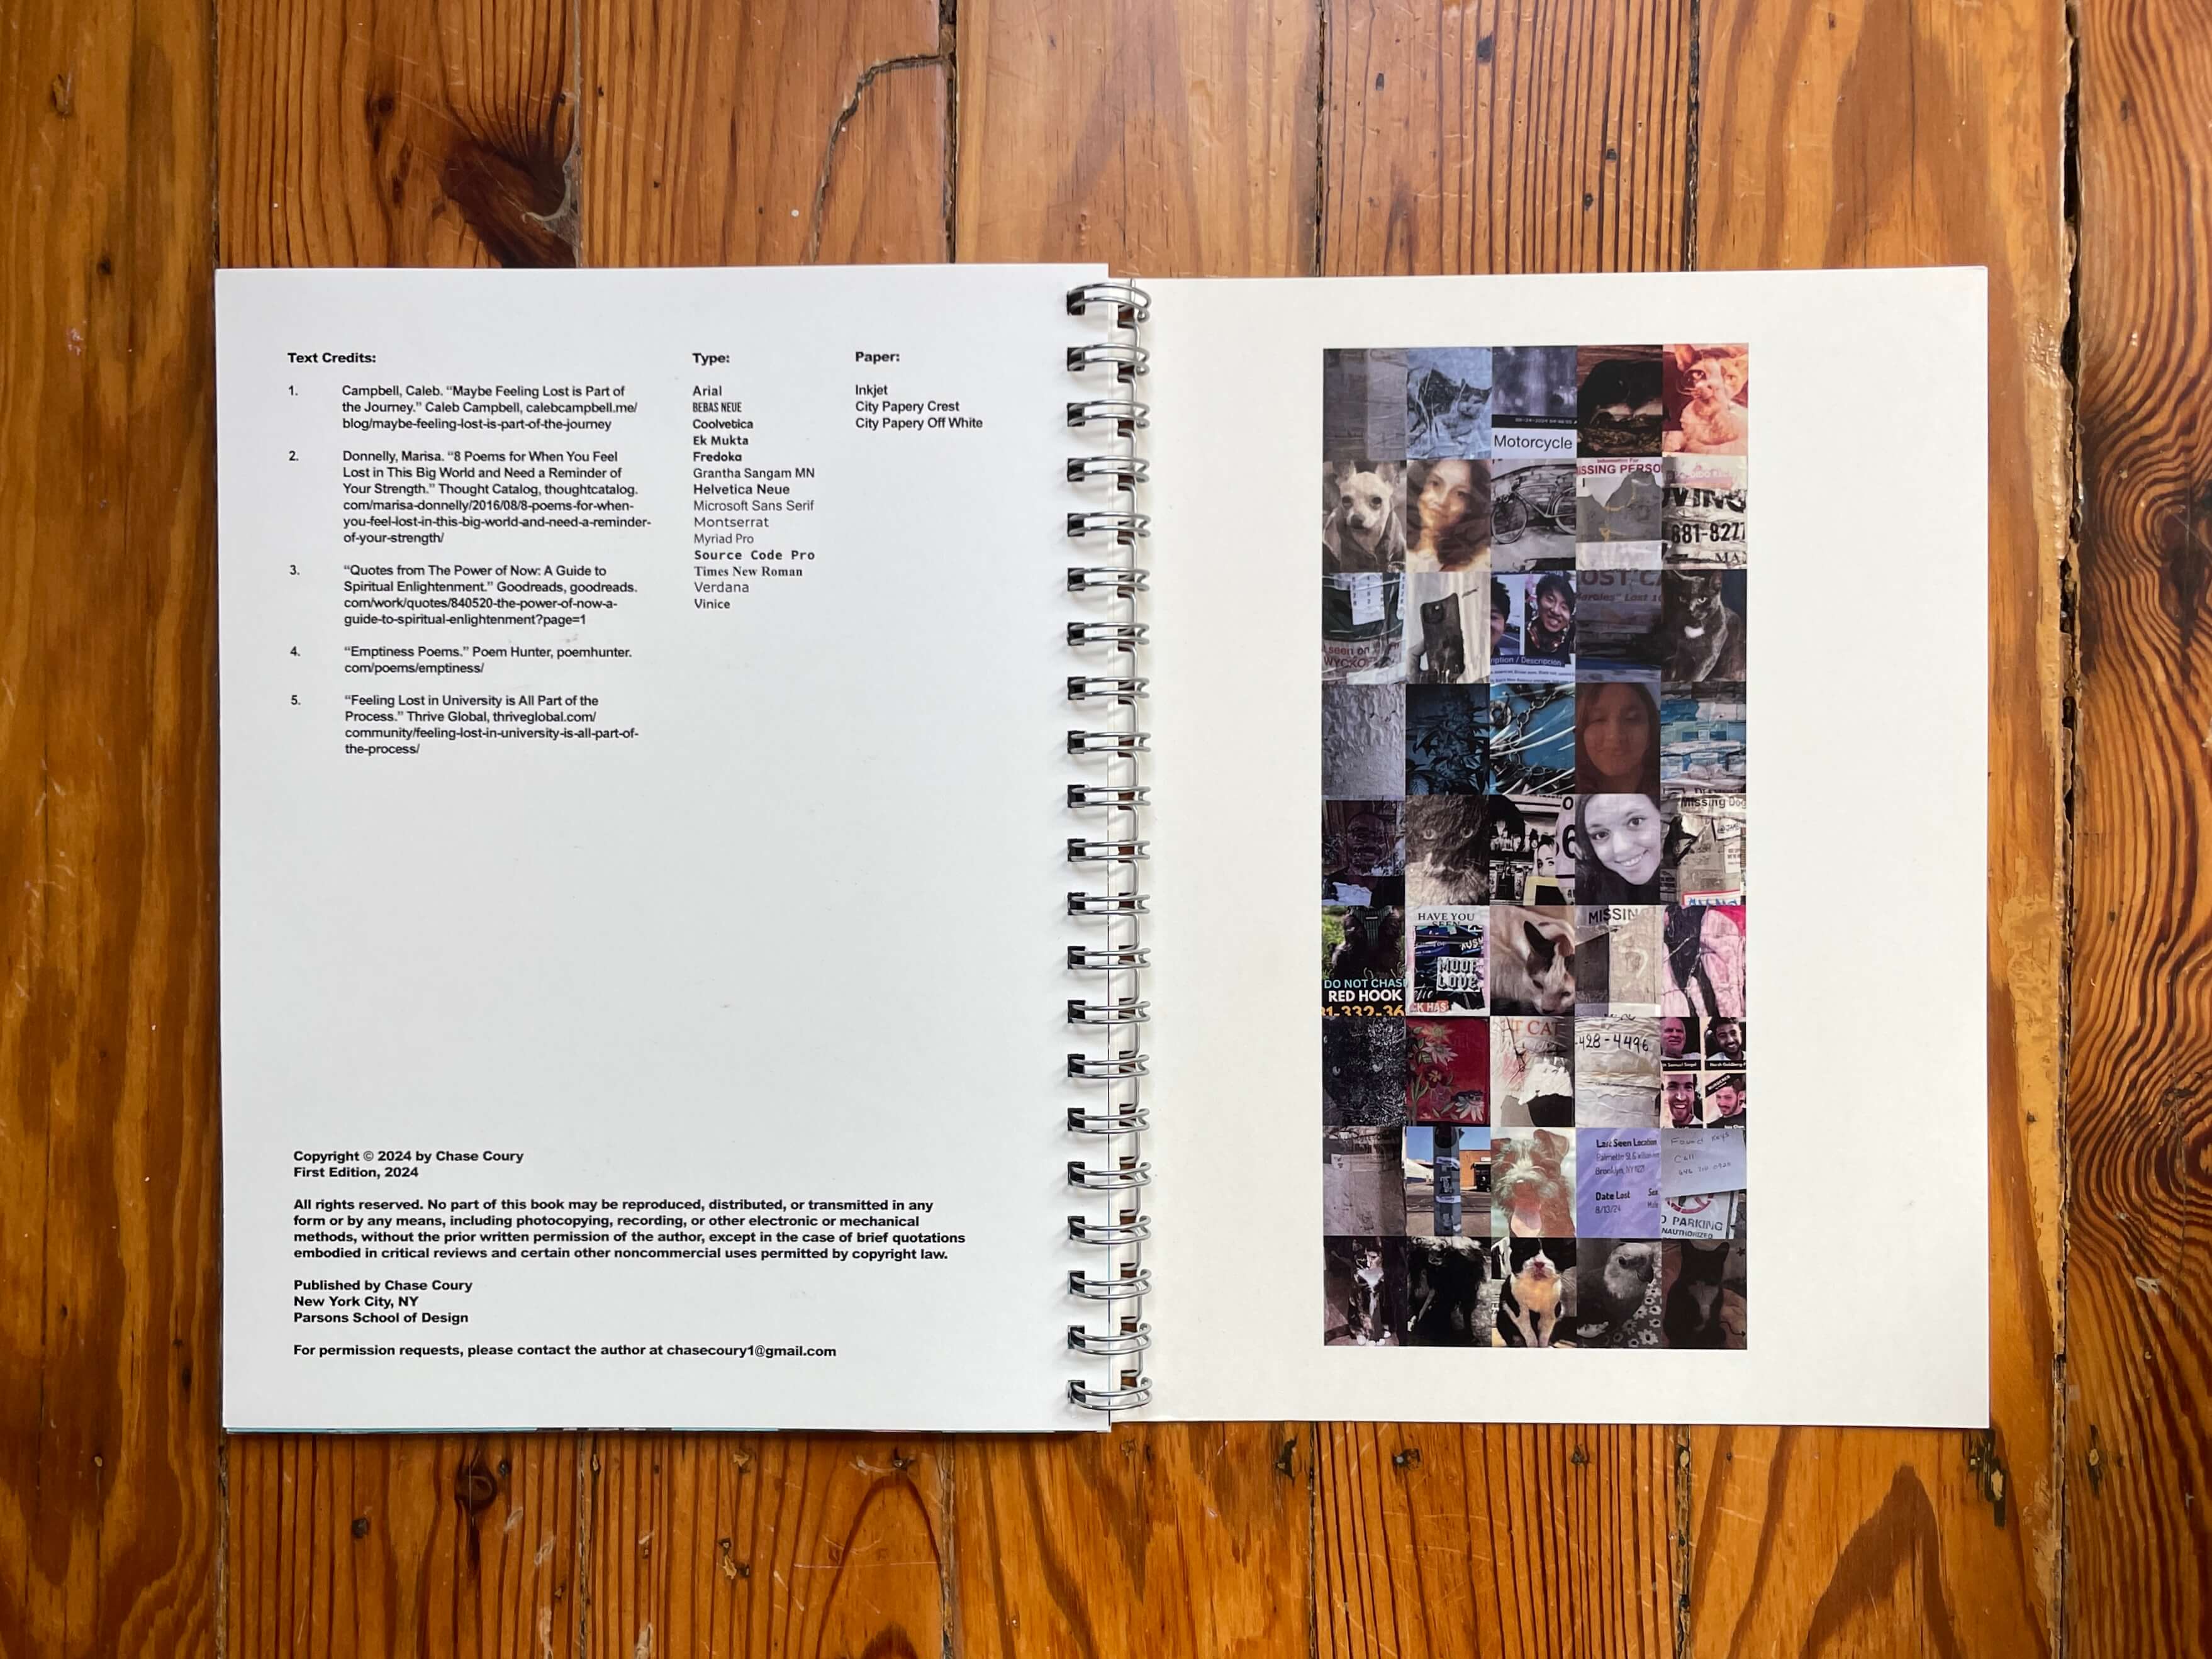 Text Credits:
1. Campbell, Caleb. “Maybe Feeling Lost is Part of
the Journey.” Caleb Campbell, calebcampbell.me/
blog/maybe-feeling-lost-is-part-of-the-journey
2. Donnelly, Marisa. “8 Poems for When You Feel
Lost in This Big World and Need a Reminder of
Your Strength.” Thought Catalog, thoughtcatalog.
com/marisa-donnelly/2016/08/8-poems-for-when-
you-feel-lost-in-this-big-world-and-need-a-reminder-
of-your-strength/
3. “Quotes from The Power of Now: A Guide to
Spiritual Enlightenment.” Goodreads, goodreads.
com/work/quotes/840520-the-power-of-now-a-
guide-to-spiritual-enlightenment?page=1
4. “Emptiness Poems.” Poem Hunter, poemhunter.
com/poems/emptiness/
5. “Feeling Lost in University is All Part of the
Process.” Thrive Global, thriveglobal.com/
community/feeling-lost-in-university-is-all-part-of-
the-process/
Type:
Arial
BEBAS NEUE
Coolvetica
Ek Mukta
Fredoka
Grantha Sangam MN
Helvetica Neue
Microsoft Sans Serif
Montserrat
Myriad Pro
Source Code Pro
Times New Roman
Verdana
Vinice
Paper:
Inkjet
City Papery Crest
City Papery Off White
Copyright © 2024 by Chase Coury
First Edition, 2024
All rights reserved. No part of this book may be reproduced, distributed, or transmitted in any
form or by any means, including photocopying, recording, or other electronic or mechanical
methods, without the prior written permission of the author, except in the case of brief quotations
embodied in critical reviews and certain other noncommercial uses permitted by copyright law.
Published by Chase Coury
New York City, NY
Parsons School of Design
For permission requests, please contact the author at chasecoury1@gmail.com
Motorcycle
SSING PERSO
VING
881-827
MA
OST CA
Lost
seen on
WYCKO
ption / Descripción
Missing Dog
HAVE YOU
SEEN
LOVE
K HAS
MISSING
DO NOT CHAS
RED HOOK
1-332-36
T CAT
-428-4496
Last Seen Location
Brooklyn, NY
Date Lost
8/13/24
Found keys
Call
PARKING
NAUTHORIZED